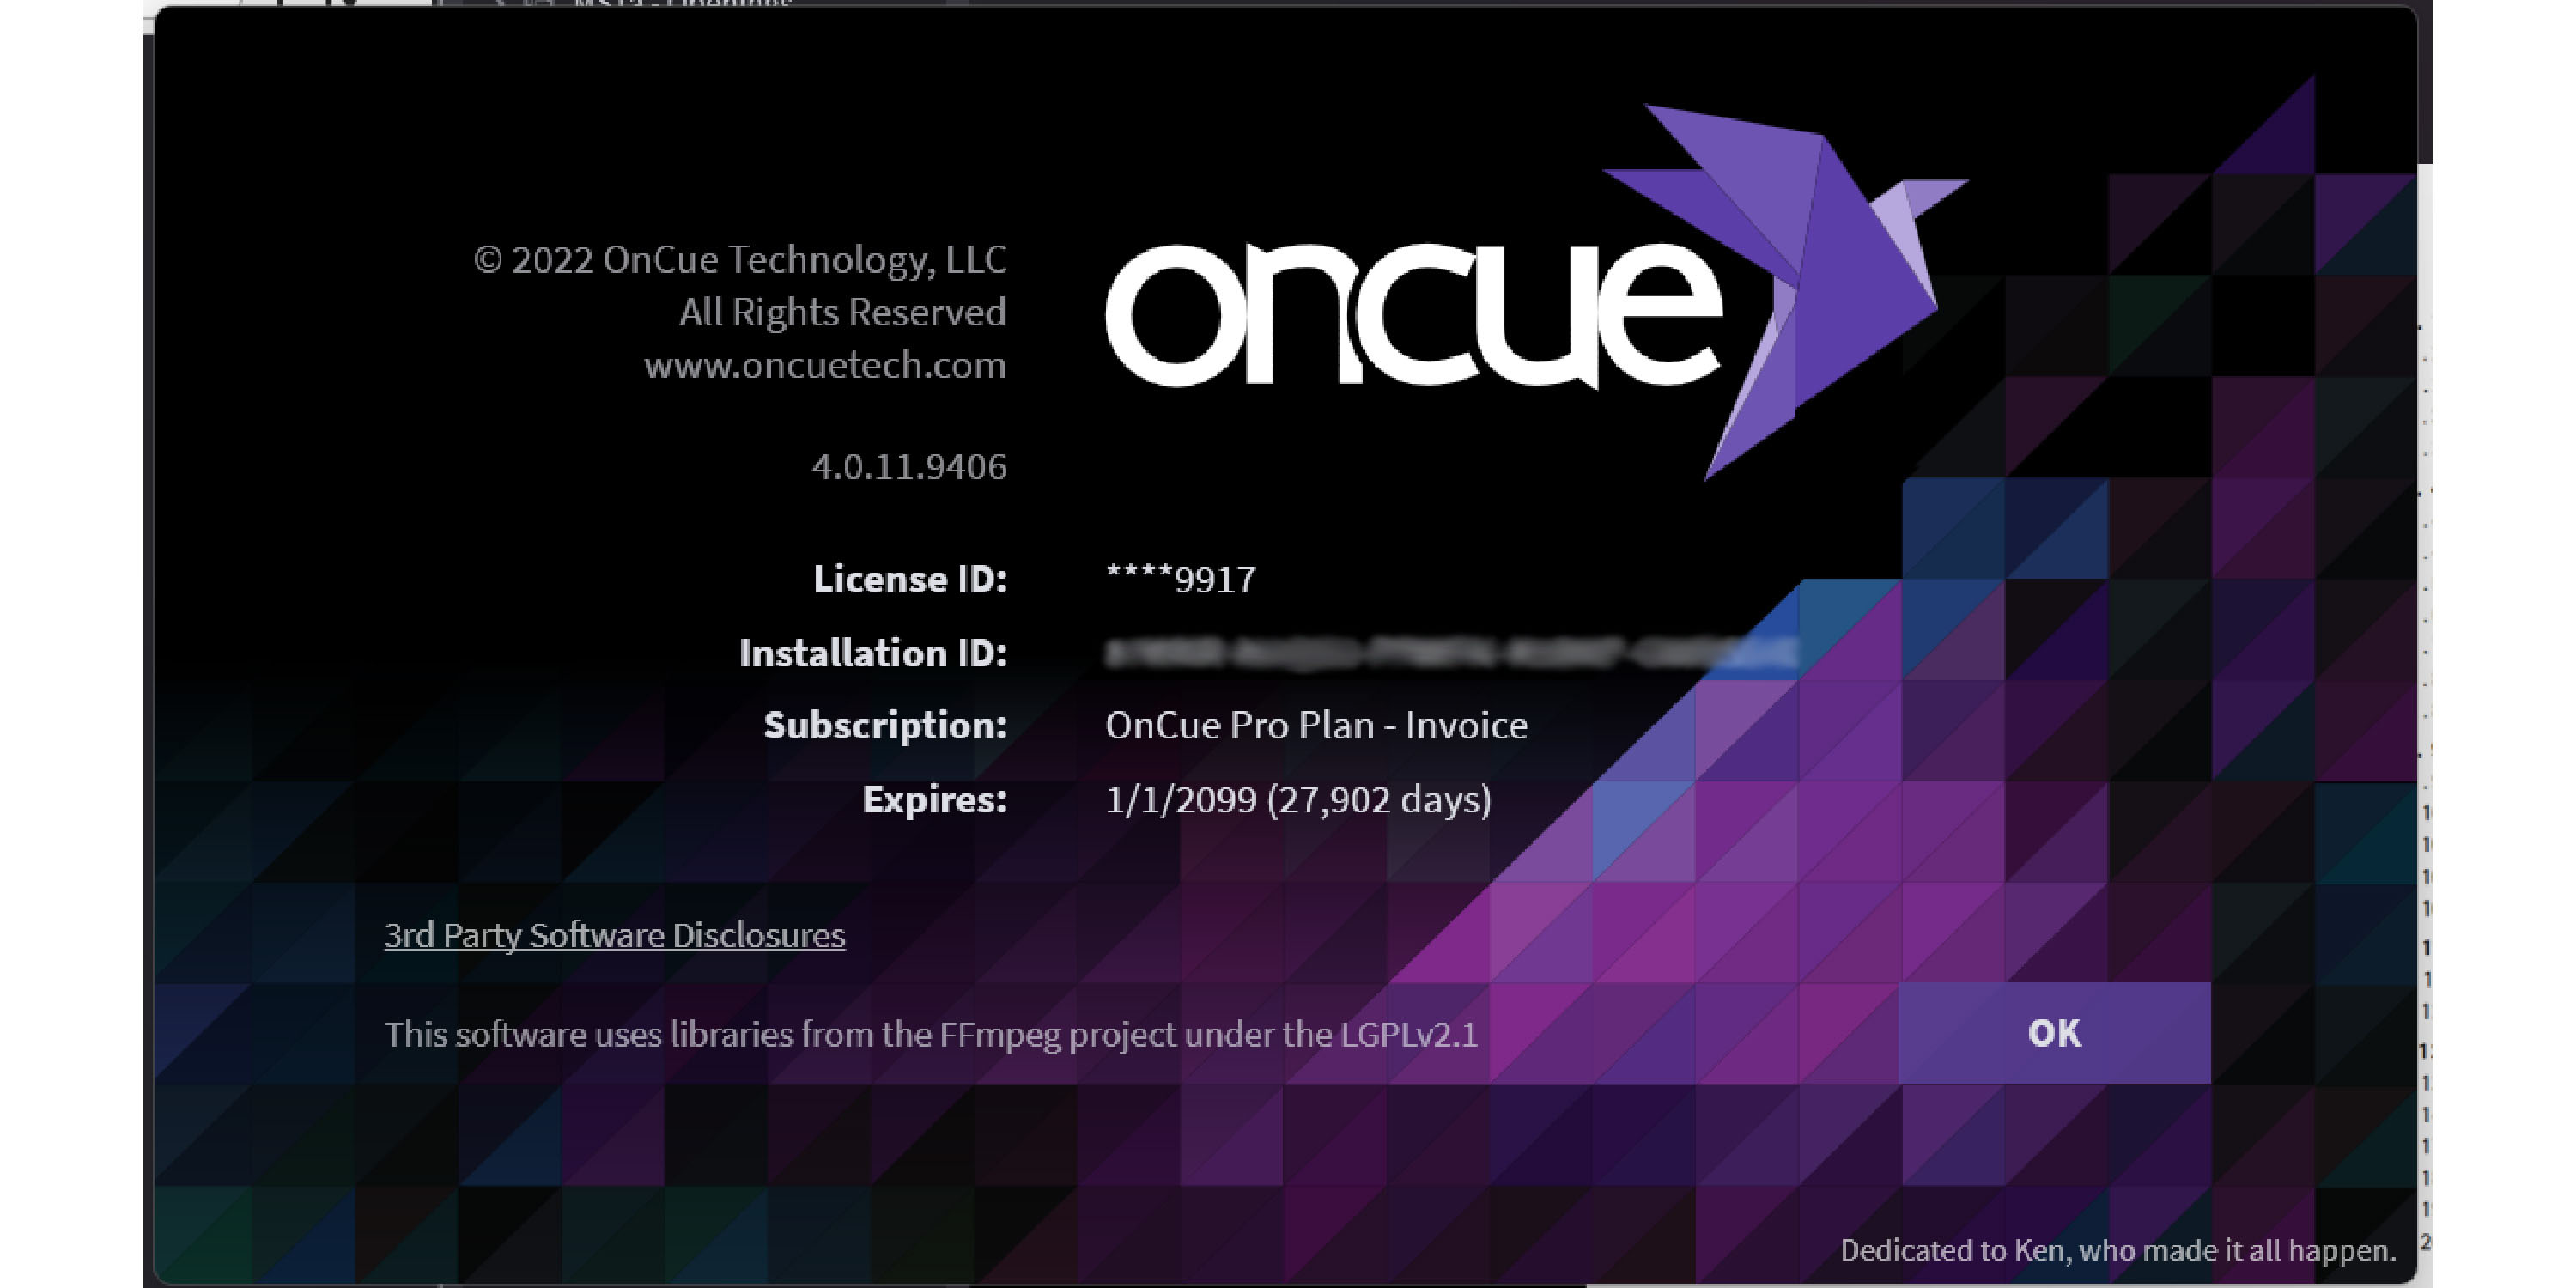 © 2022 OnCue Technology, LLC
All Rights Reserved
www.oncuetech.com
oncue
4.0.11.9406
License ID: ****9917
Installation ID:
Subscription: OnCue Pro Plan - Invoice
Expires: 1/1/2099 (27,902 days)
3rd Party Software Disclosures
This software uses libraries from the FFmpeg project under the LGPLv2.1
OK
Dedicated to Ken, who made it all happen.